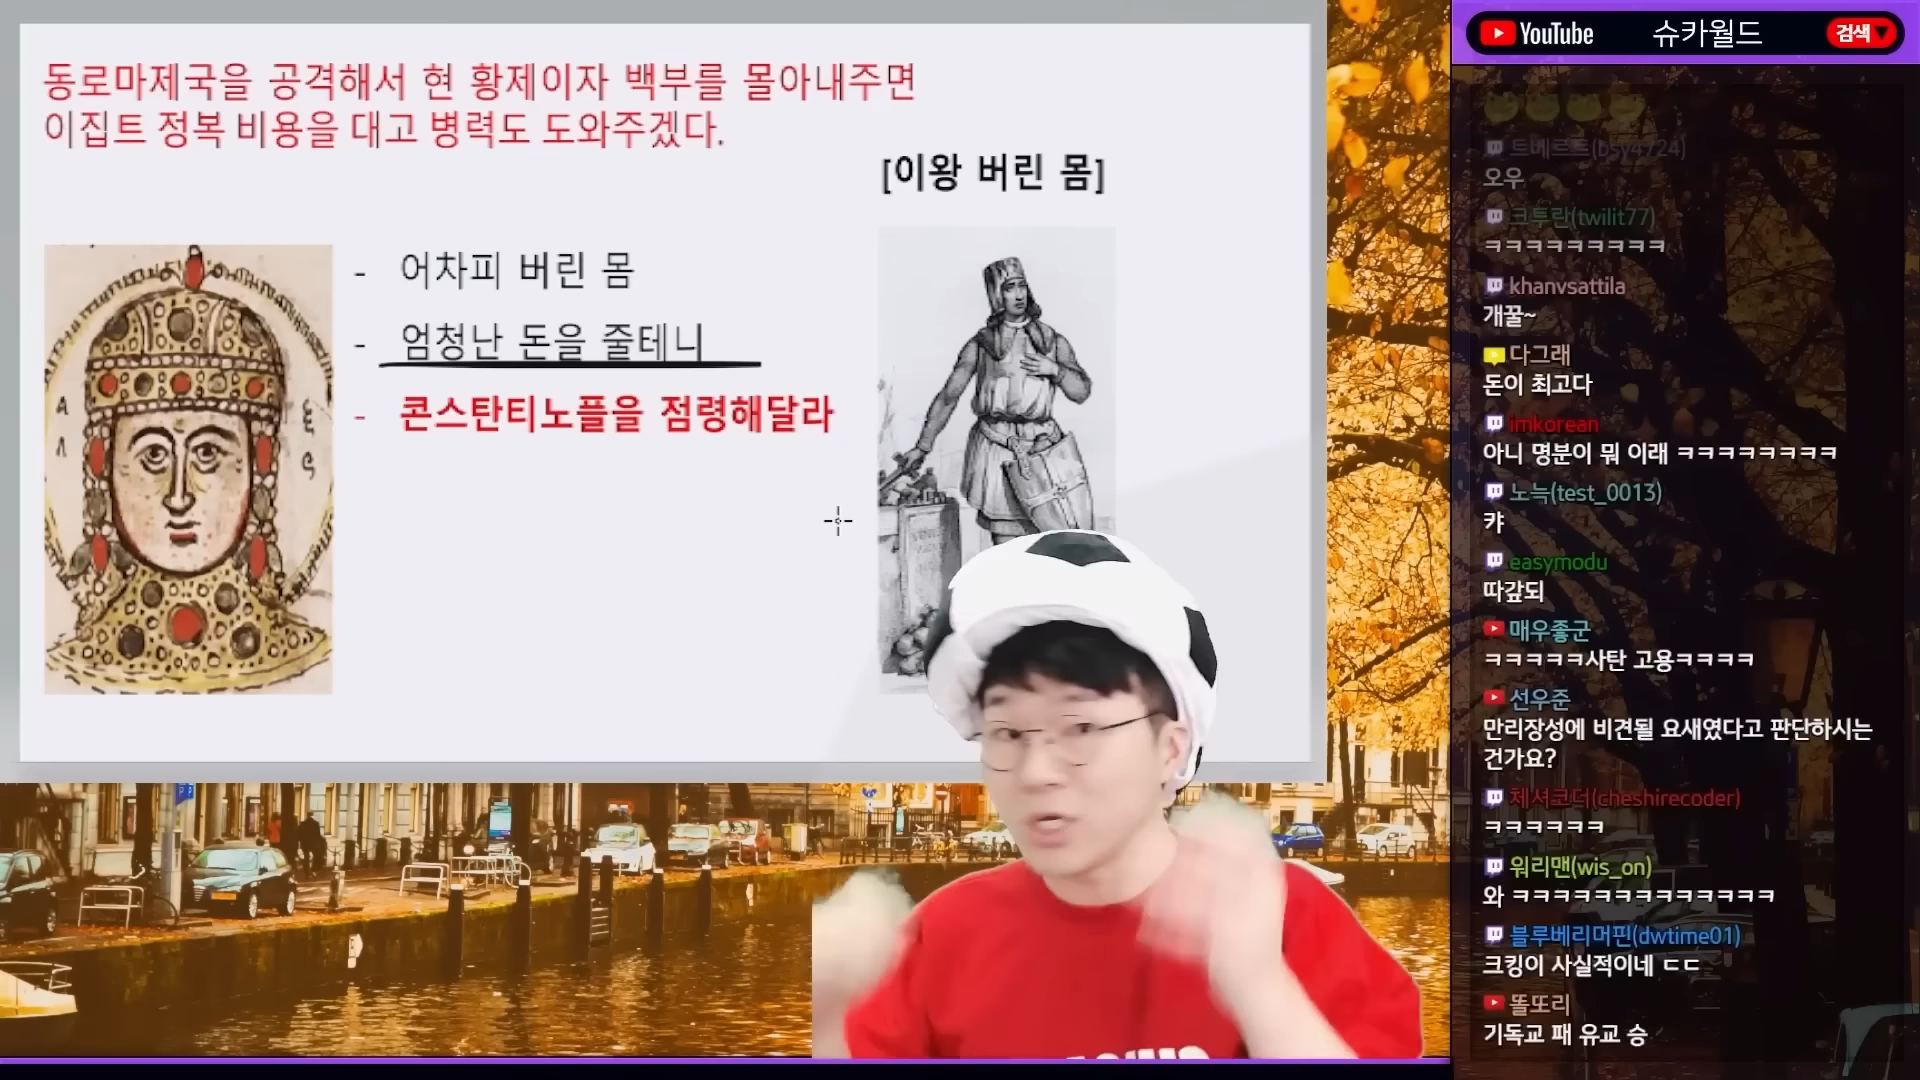 동로마제국을 공격해서 현 황제이자 백부를 몰아내주면
이집트 정복 비용을 대고 병력도 도와주겠다.
[이왕 버린 몸]
- 어차피 버린 몸
- 엄청난 돈을 줄테니
- 콘스탄티노플을 점령해달라
YouTube 슈카월드 검색▼
트베르트(bsy4724)
오우
크투란(twilit77)
ㅋㅋㅋㅋㅋㅋㅋㅋㅋ
khanvsattila
개꿀~
다그래
돈이 최고다
imkorean
아니 명분이 뭐 이래 ㅋㅋㅋㅋㅋㅋㅋㅋ
노늑(test_0013)
캬
easymodu
따갚되
매우좋군
ㅋㅋㅋㅋㅋ사탄 고용ㅋㅋㅋㅋ
선우준
만리장성에 비견될 요새였다고 판단하시는
건가요?
체셔코더(cheshirecoder)
ㅋㅋㅋㅋㅋㅋ
워리맨(wis_on)
와 ㅋㅋㅋㅋㅋㅋㅋㅋㅋㅋㅋㅋㅋ
블루베리머핀(dwtime01)
크킹이 사실적이네 ㄷㄷ
똘또리
기독교 패 유교 승